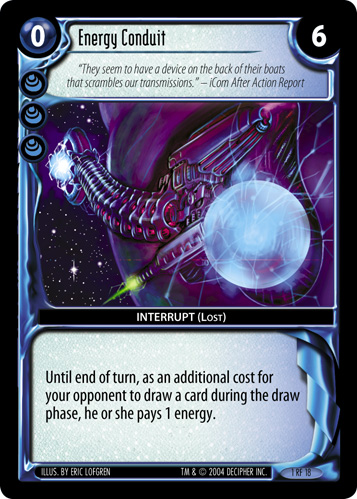 0 Energy Conduit 6
“They seem to have a device on the back of their boats
that scrambles our transmissions.” – iCom After Action Report
INTERRUPT (LOST)
Until end of turn, as an additional cost for
your opponent to draw a card during the draw
phase, he or she pays 1 energy.
ILLUS. BY ERIC LOFGREN TM & © 2004 DECIPHER INC. 1 RF 18